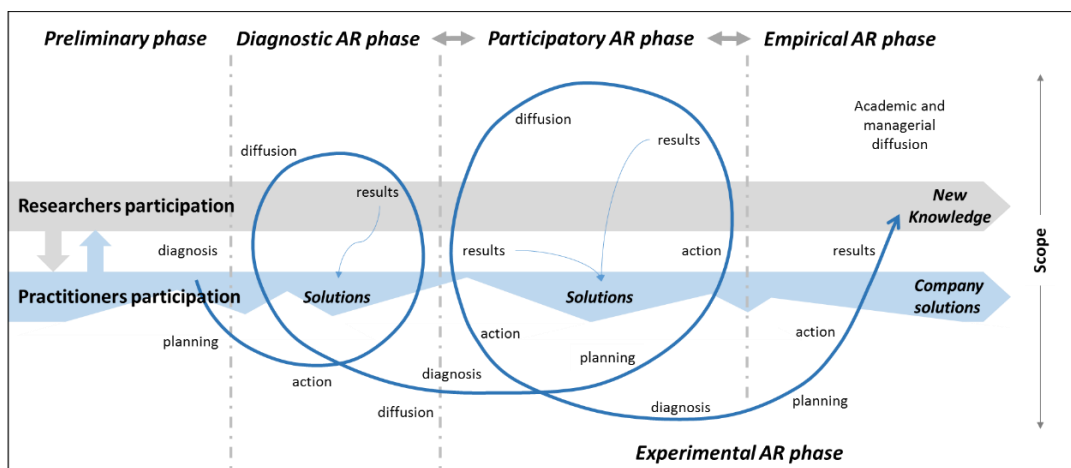 Preliminary phase
Diagnostic AR phase
Participatory AR phase
Empirical AR phase
Academic and
managerial
diffusion
diffusion
diffusion
results
results
Researchers participation
New
Knowledge
diagnosis
results
action
results
Scope
Practitioners participation
Solutions
Solutions
Company
solutions
planning
action
action
planning
action
diagnosis
diffusion
diagnosis
planning
Experimental AR phase